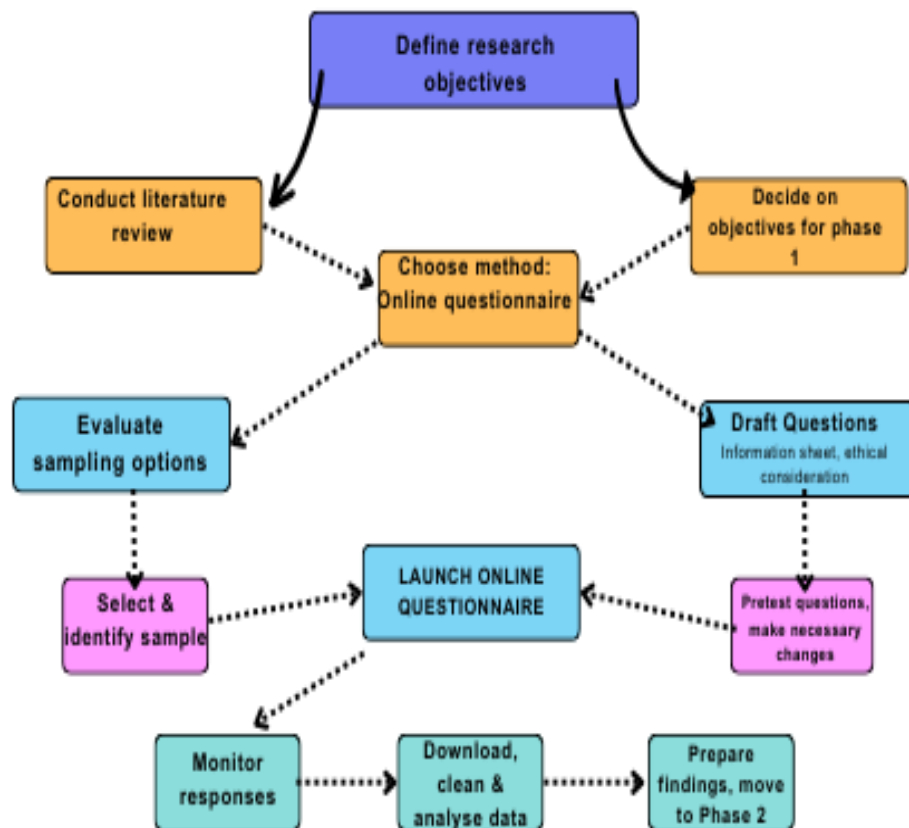 Define research
objectives
Conduct literature
review
Decide on
objectives for phase
1
Choose method:
Online questionnaire
Evaluate
sampling options
Draft Questions
Information sheet, ethical
consideration
LAUNCH ONLINE
QUESTIONNAIRE
Select &
identify sample
Pretest questions,
make necessary
changes
Monitor
responses
Download,
clean &
analyse data
Prepare
findings, move
to Phase 2